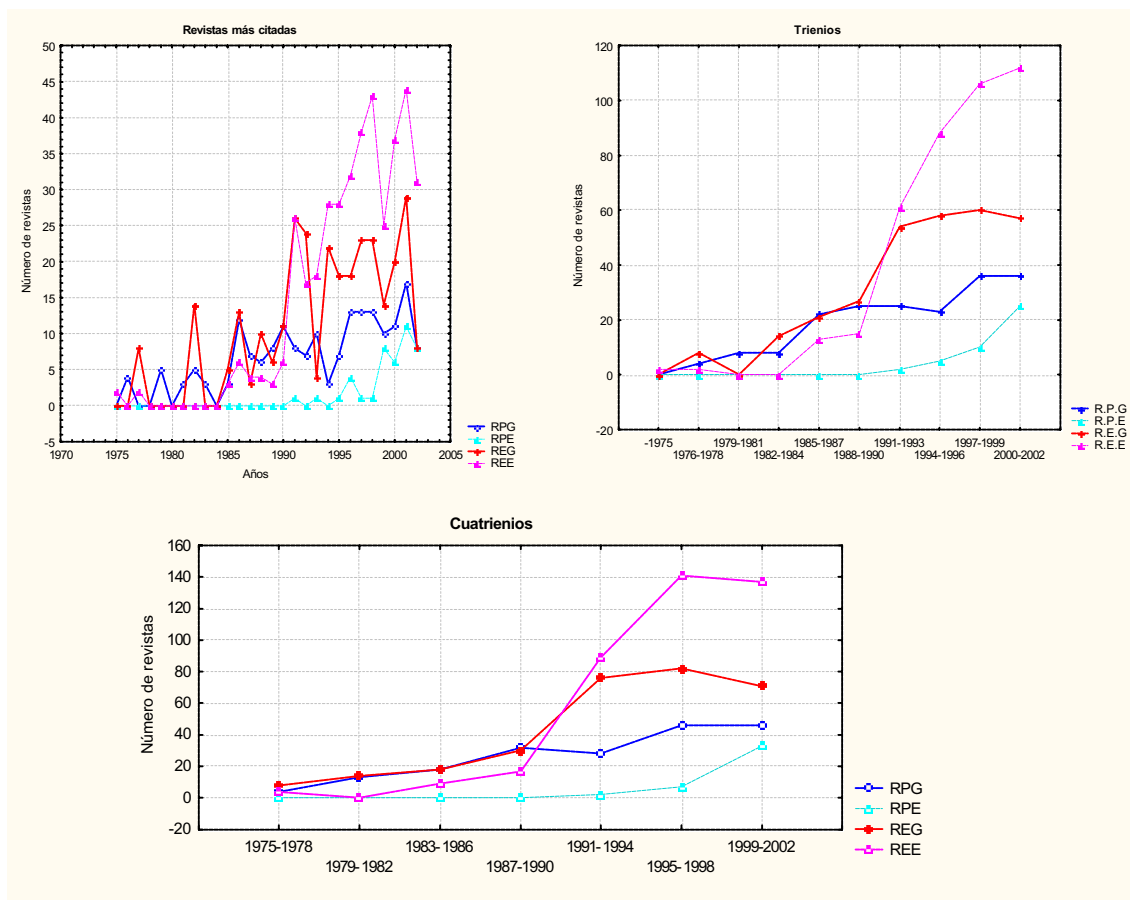 Revistas más citadas
50
45
40
35
30
25
20
15
10
5
0
-5
Número de revistas
1970 1975 1980 1985 1990 1995 2000 2005
Años
RPG
RPE
REG
REE
Trienios
120
100
80
60
40
20
0
-20
Número de revistas
-1975 1979-1981 1985-1987 1991-1993 1997-1999
1976-1978 1982-1984 1988-1990 1994-1996 2000-2002
R.P.G
R.P.E
R.E.G
R.E.E
Cuatrienios
160
140
120
100
80
60
40
20
0
-20
Número de revistas
1975-1978 1983- 1986 1991-1994 1999-2002
1979- 1982 1987-1990 1995- 1998
RPG
RPE
REG
REE